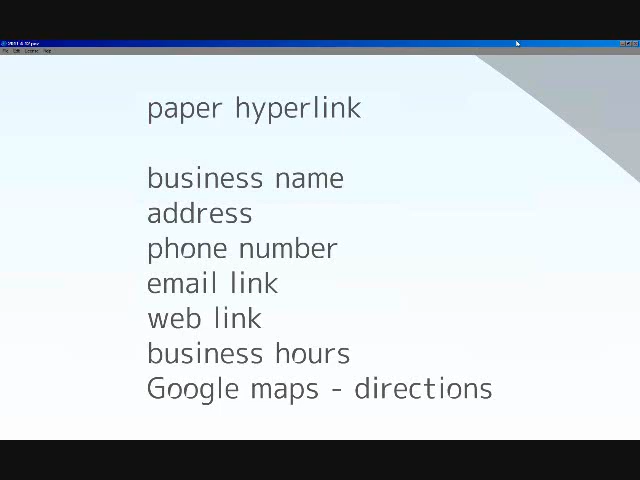 paper hyperlink
business name
address
phone number
email link
web link
business hours
Google maps - directions